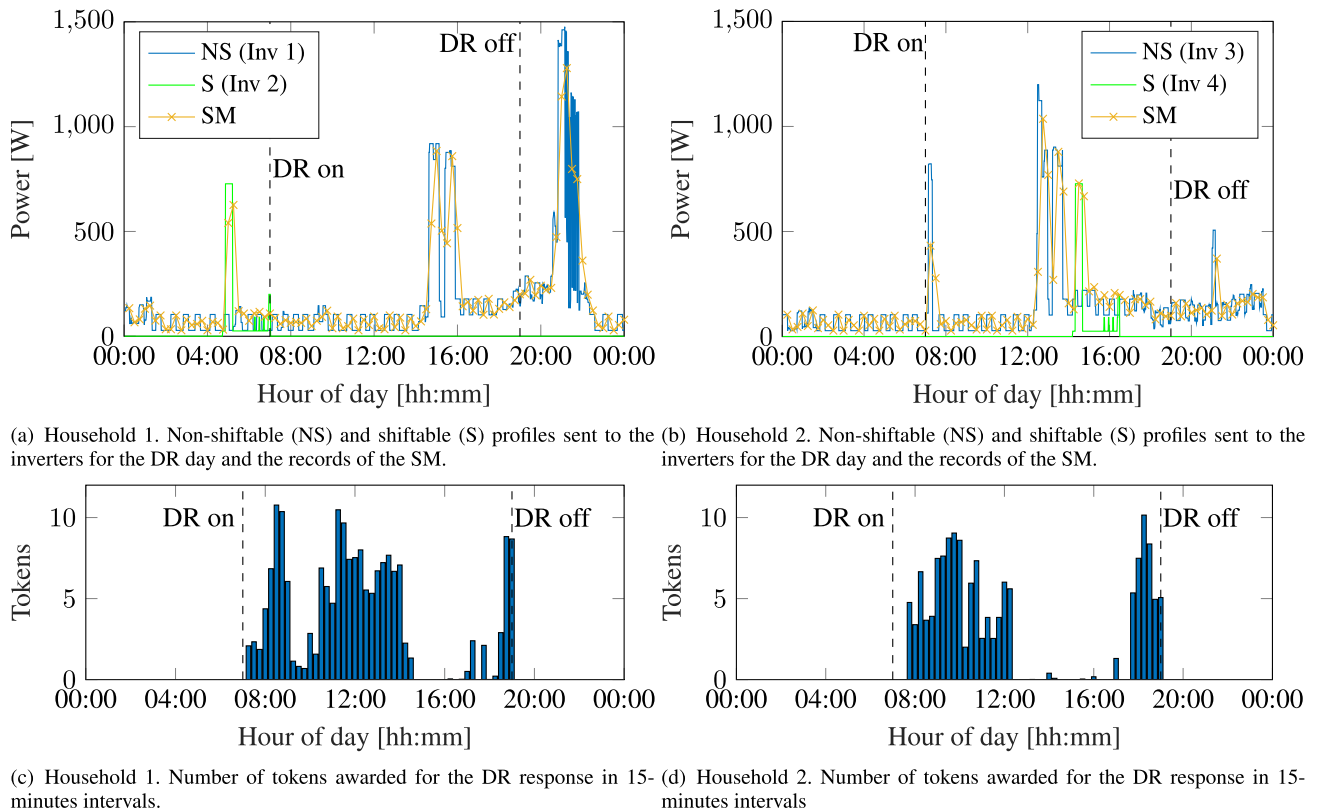 1,500
1,000
500
0
Power [W]
NS (Inv 1)
S (Inv 2)
SM
DR on
DR off
00:00 04:00 08:00 12:00 16:00 20:00 00:00
Hour of day [hh:mm]
1,500
1,000
500
0
Power [W]
DR on
NS (Inv 3)
S (Inv 4)
SM
DR off
00:00 04:00 08:00 12:00 16:00 20:00 00:00
Hour of day [hh:mm]
(a) Household 1. Non-shiftable (NS) and shiftable (S) profiles sent to the
inverters for the DR day and the records of the SM.
(b) Household 2. Non-shiftable (NS) and shiftable (S) profiles sent to the
inverters for the DR day and the records of the SM.
10
5
0
Tokens
DR on
DR off
00:00 04:00 08:00 12:00 16:00 20:00 00:00
Hour of day [hh:mm]
10
5
0
Tokens
DR on
DR off
00:00 04:00 08:00 12:00 16:00 20:00 00:00
Hour of day [hh:mm]
(c) Household 1. Number of tokens awarded for the DR response in 15-
minutes intervals.
(d) Household 2. Number of tokens awarded for the DR response in 15-
minutes intervals